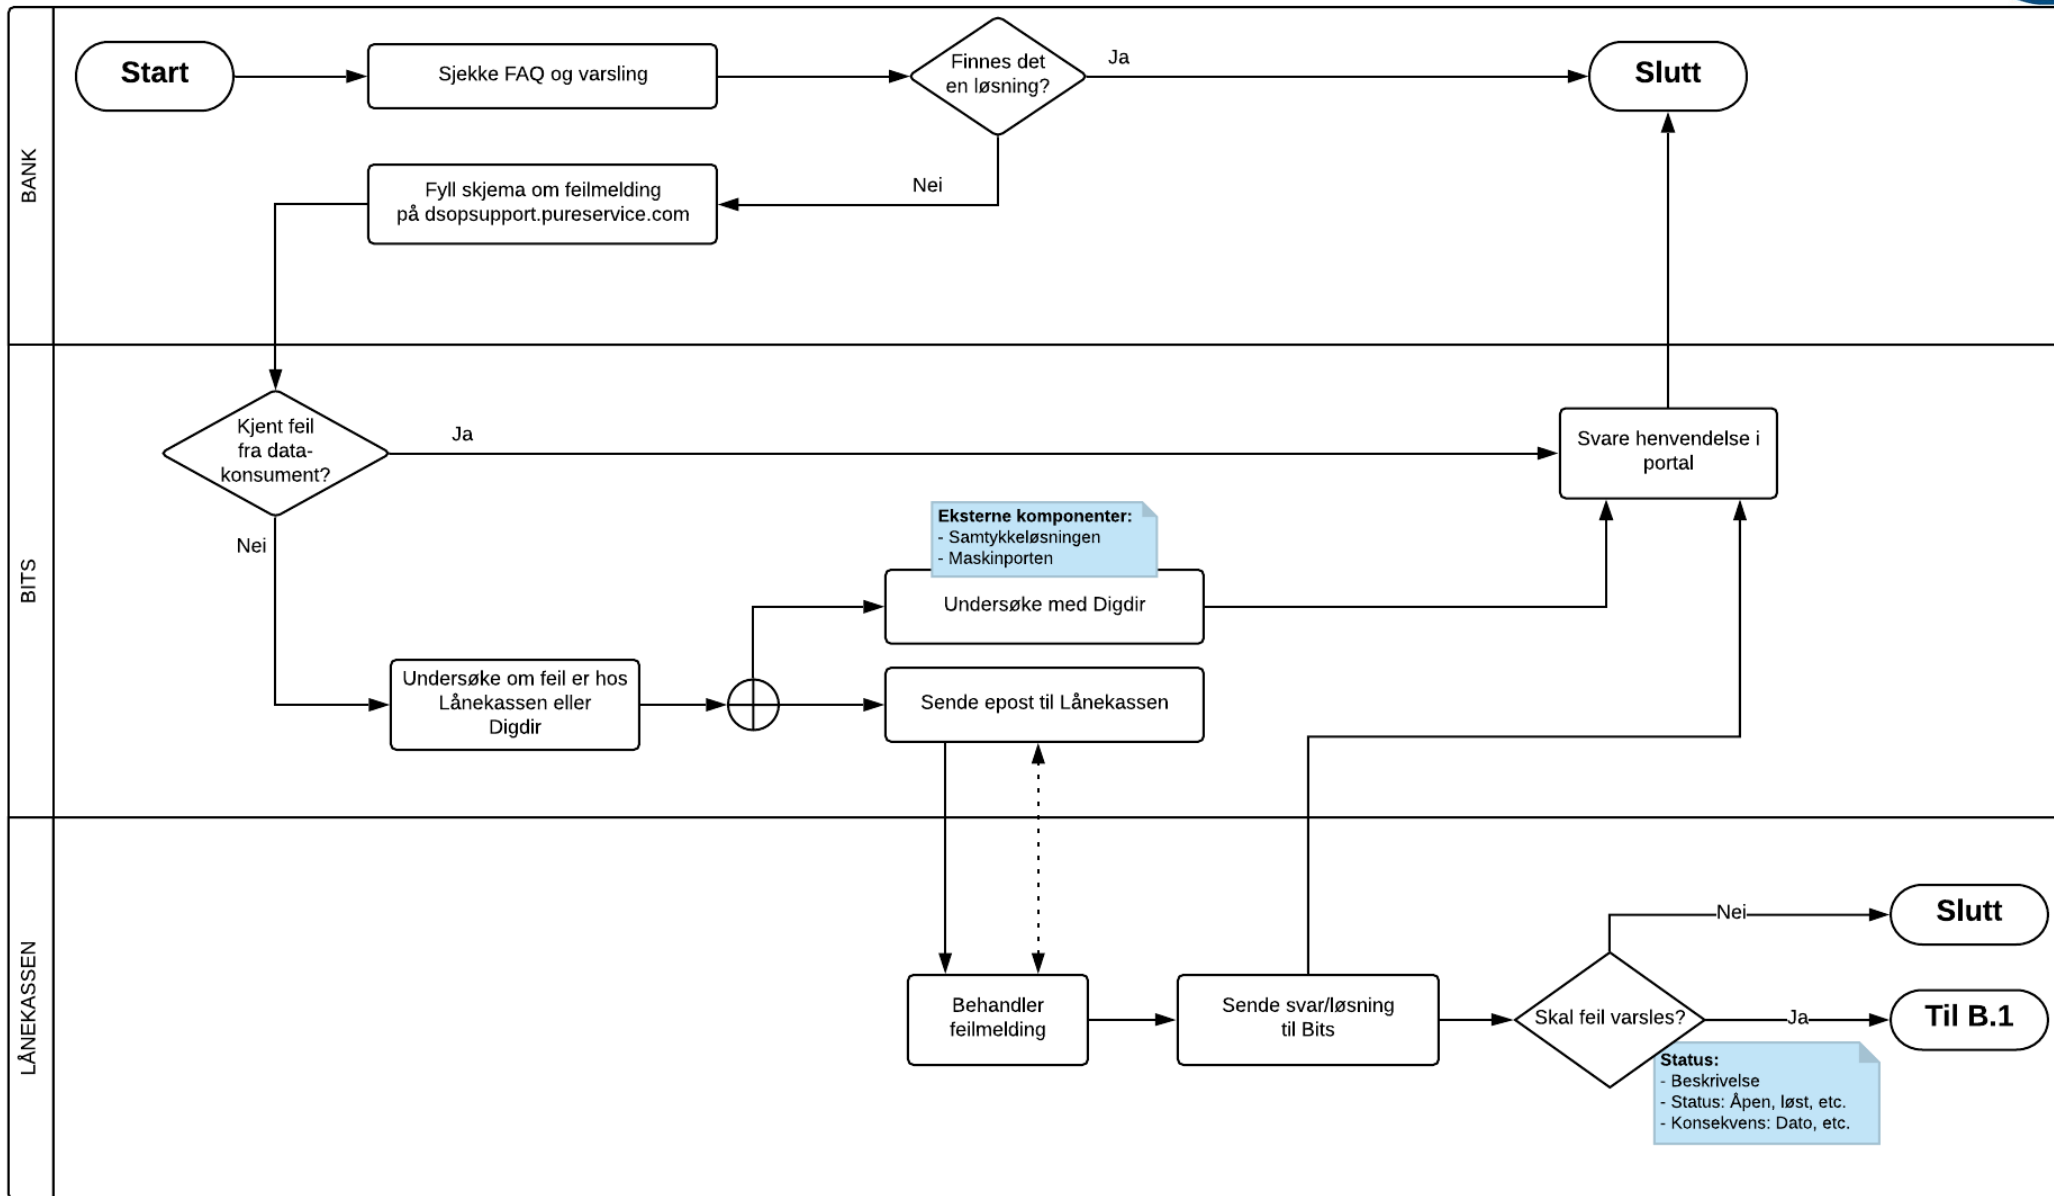 BANK
Start
Sjekke FAQ og varsling
Finnes det
en løsning?
Ja
Slutt
Nei
Fyll skjema om feilmelding
på dsopsupport.pureservice.com
BITS
Kjent feil
fra data-
konsument?
Ja
Svare henvendelse i
portal
Nei
Eksterne komponenter:
- Samtykkeløsningen
- Maskinporten
Undersøke med Digdir
Undersøke om feil er hos
Lånekassen eller
Digdir
Sende epost til Lånekassen
LÅNEKASSEN
Behandler
feilmelding
Sende svar/løsning
til Bits
Skal feil varsles?
Nei
Slutt
Ja
Til B.1
Status:
- Beskrivelse
- Status: Åpen, løst, etc.
- Konsekvens: Dato, etc.